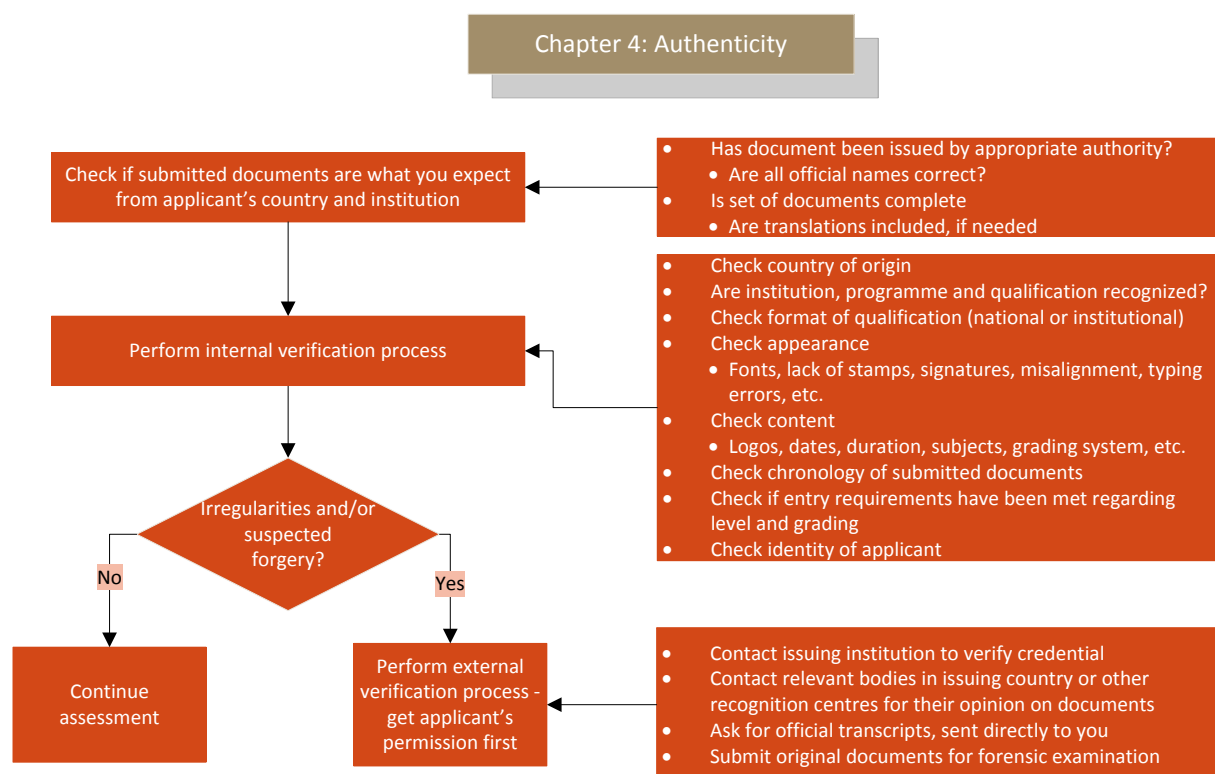 Chapter 4: Authenticity
Check if submitted documents are what you expect
from applicant's country and institution
• Has document been issued by appropriate authority?
• Are all official names correct?
• Is set of documents complete
• Are translations included, if needed
Perform internal verification process
• Check country of origin
• Are institution, programme and qualification recognized?
• Check format of qualification (national or institutional)
• Check appearance
• Fonts, lack of stamps, signatures, misalignment, typing
errors, etc.
• Check content
• Logos, dates, duration, subjects, grading system, etc.
• Check chronology of submitted documents
• Check if entry requirements have been met regarding
level and grading
• Check identity of applicant
Irregularities and/or
suspected
forgery?
No
Yes
Continue
assessment
Perform external
verification process -
get applicant's
permission first
• Contact issuing institution to verify credential
• Contact relevant bodies in issuing country or other
recognition centres for their opinion on documents
• Ask for official transcripts, sent directly to you
• Submit original documents for forensic examination